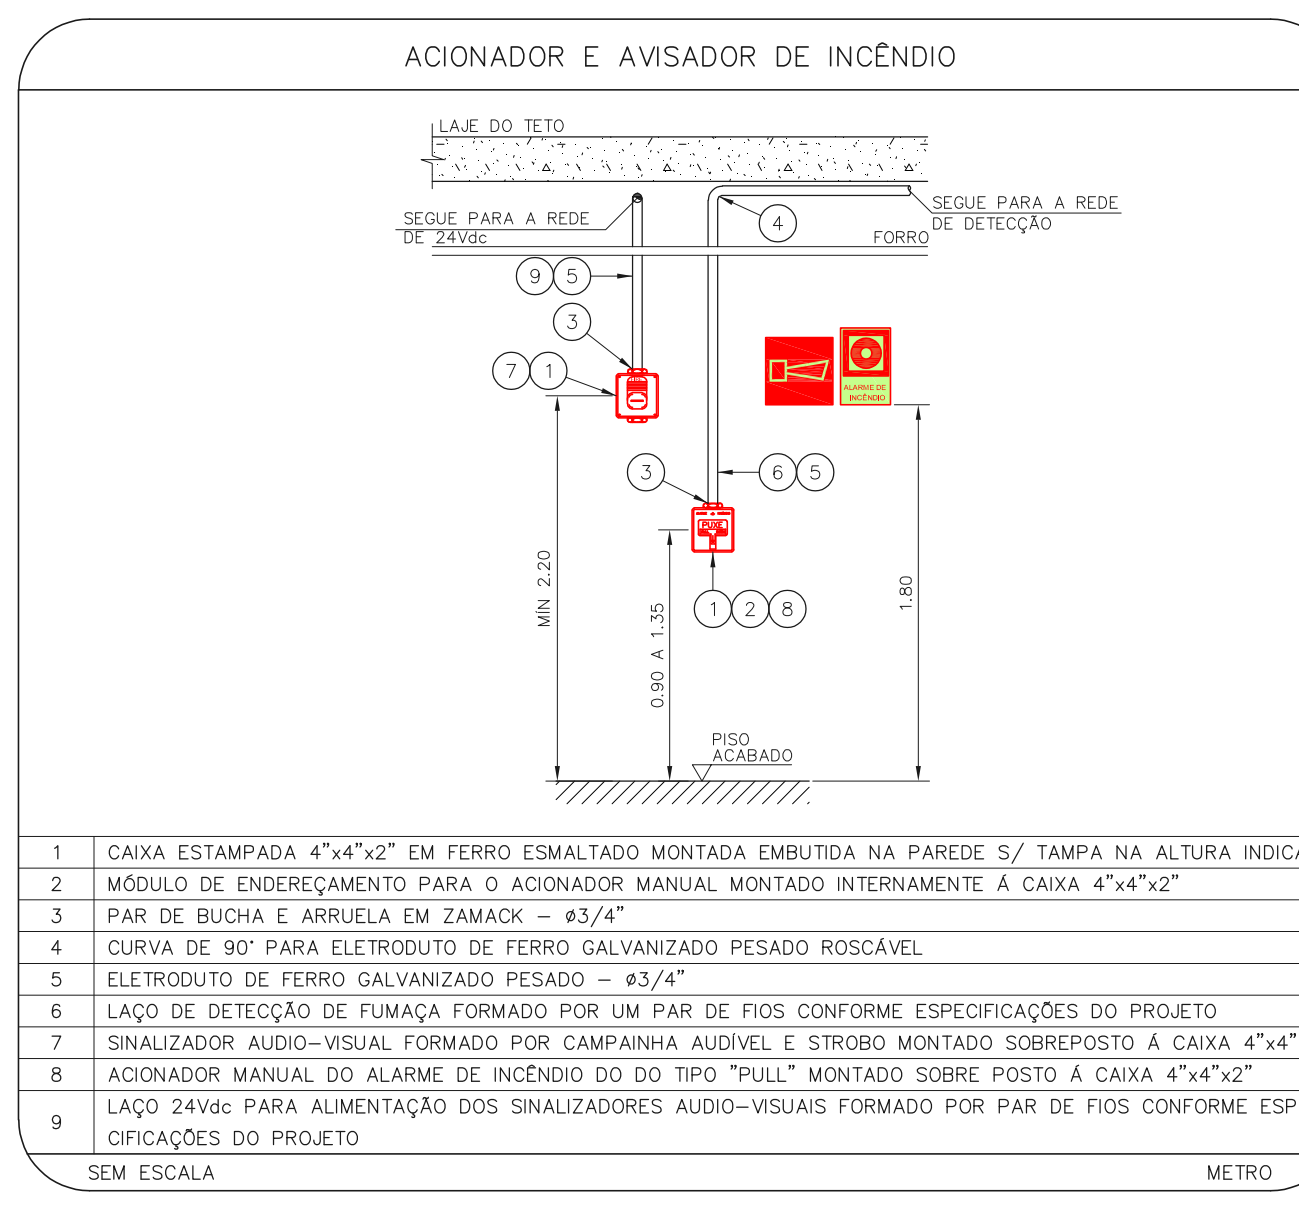 ACIONADOR E AVISADOR DE INCÊNDIO
LAJE DO TETO
SEGUE PARA A REDE
DE 24Vdc
SEGUE PARA A REDE
DE DETECÇÃO
4
FORRO
9 5
3
7 1
ALARME DE
INCÊNDIO
3
6 5
PUXE
1 2 8
MÍN 2.20
0.90 A 1.35
1.80
PISO
ACABADO
1 CAIXA ESTAMPADA 4”x4”x2” EM FERRO ESMALTADO MONTADA EMBUTIDA NA PAREDE S/ TAMPA NA ALTURA INDICA
2 MÓDULO DE ENDEREÇAMENTO PARA O ACIONADOR MANUAL MONTADO INTERNAMENTE Á CAIXA 4”x4”x2”
3 PAR DE BUCHA E ARRUELA EM ZAMACK – ø3/4”
4 CURVA DE 90° PARA ELETRODUTO DE FERRO GALVANIZADO PESADO ROSCÁVEL
5 ELETRODUTO DE FERRO GALVANIZADO PESADO – ø3/4”
6 LAÇO DE DETECÇÃO DE FUMAÇA FORMADO POR UM PAR DE FIOS CONFORME ESPECIFICAÇÕES DO PROJETO
7 SINALIZADOR AUDIO–VISUAL FORMADO POR CAMPAINHA AUDÍVEL E STROBO MONTADO SOBREPOSTO Á CAIXA 4”x4”
8 ACIONADOR MANUAL DO ALARME DE INCÊNDIO DO DO TIPO ”PULL” MONTADO SOBRE POSTO Á CAIXA 4”x4”x2”
9 LAÇO 24Vdc PARA ALIMENTAÇÃO DOS SINALIZADORES AUDIO–VISUAIS FORMADO POR PAR DE FIOS CONFORME ESP
CIFICAÇÕES DO PROJETO
SEM ESCALA
METRO